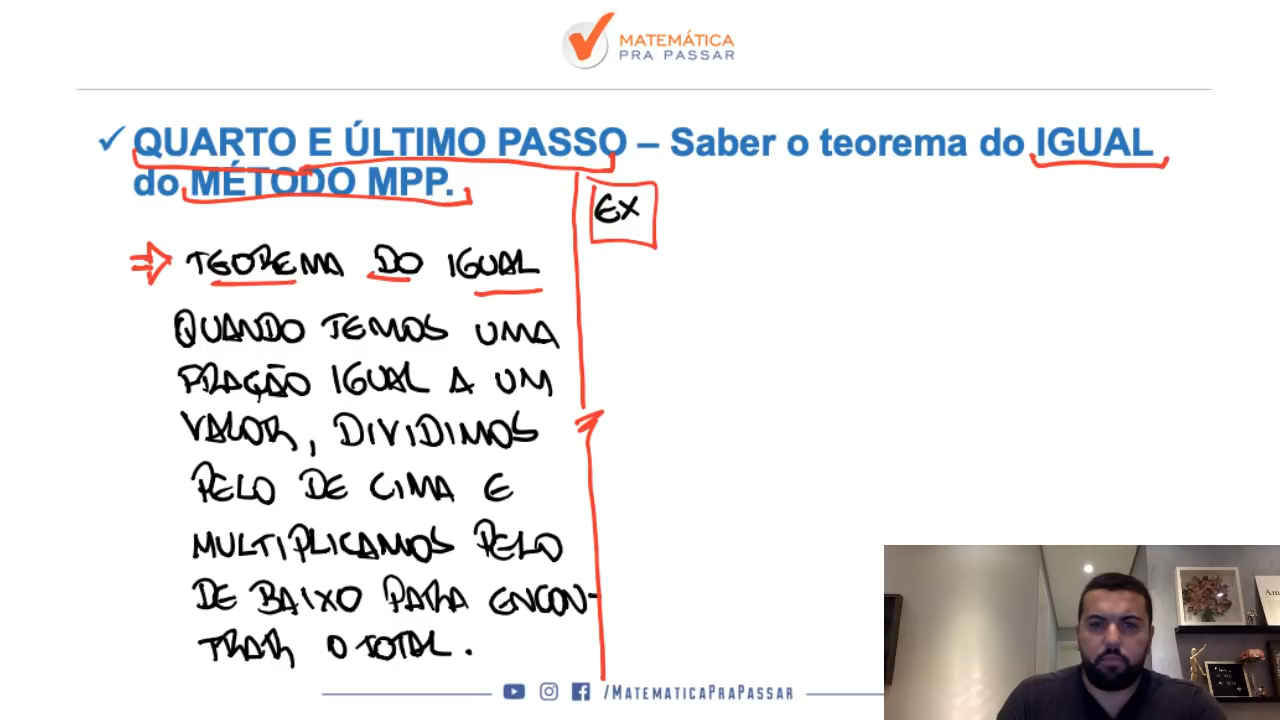 MATEMÁTICA
PRA PASSAR
✓ QUARTO E ÚLTIMO PASSO – Saber o teorema do IGUAL
do MÉTODO MPP.
EX
⇒ TEOREMA DO IGUAL
QUANDO TEMOS UMA
FRAÇÃO IGUAL A UM
VALOR, DIVIDIMOS
PELO DE CIMA E
MULTIPLICAMOS PELO
DE BAIXO PARA ENCON-
TRAR O TOTAL.
/MATEMATICAPRAPASSAR